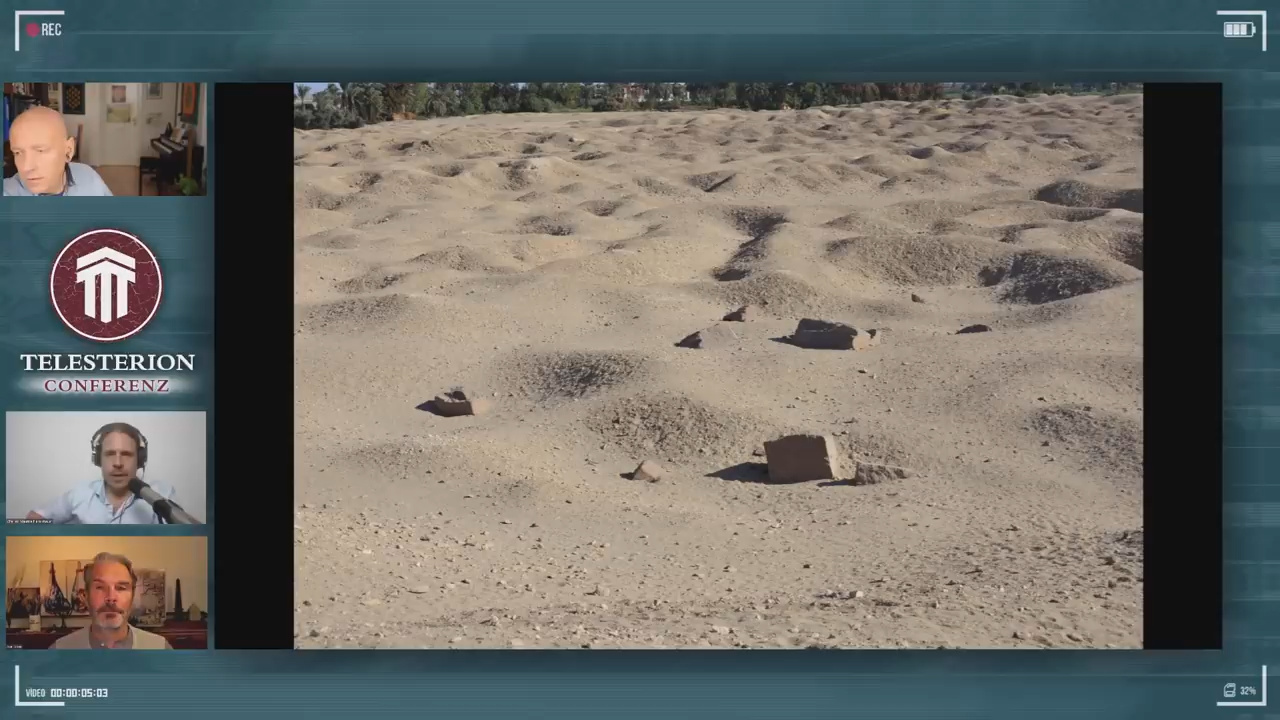 REC
TELESTERION
CONFERENZ
VIDEO 00:00:05:03
32%